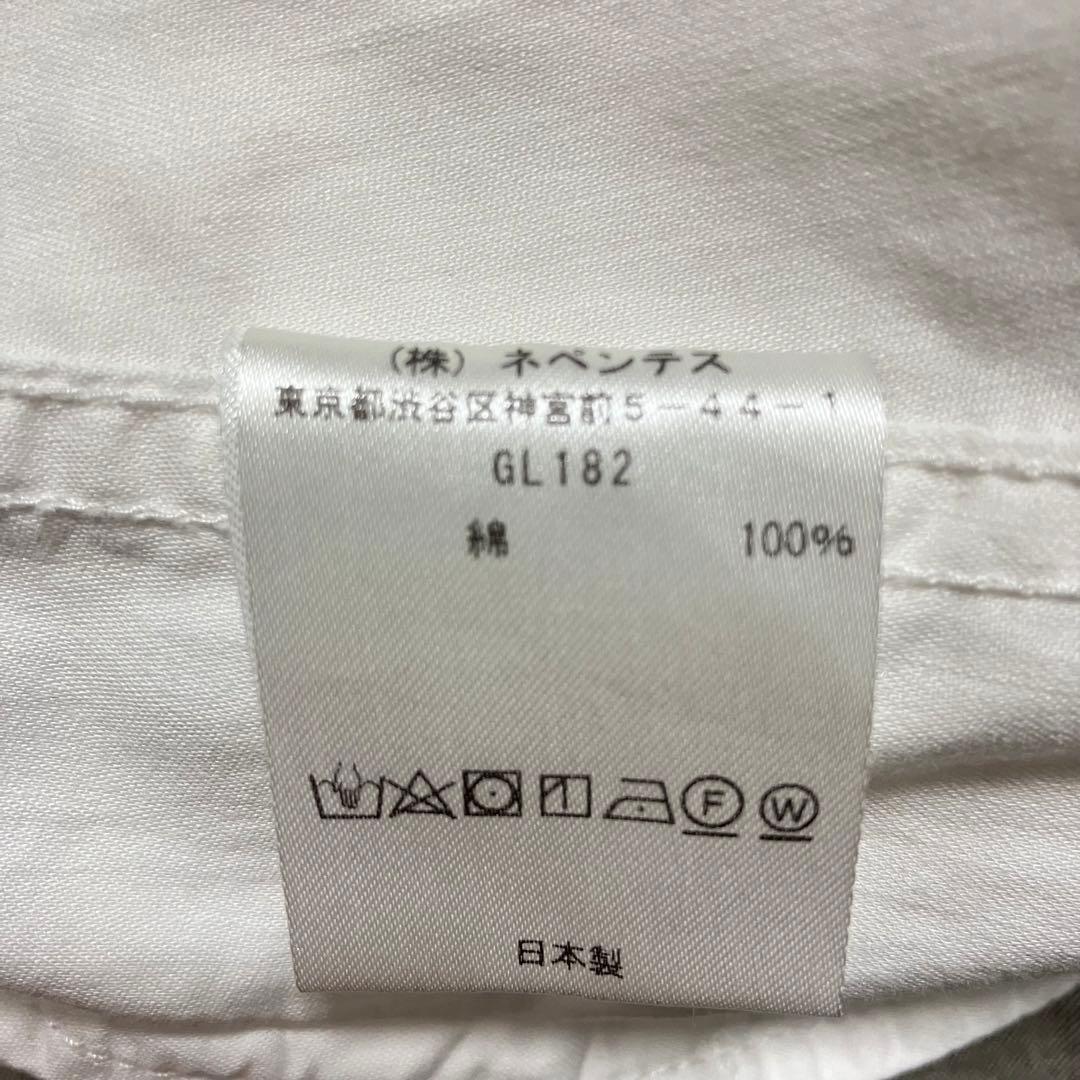 (株) ネペンテス
東京都渋谷区神宮前5-44-1
GL182
綿 100%
F W
日本製